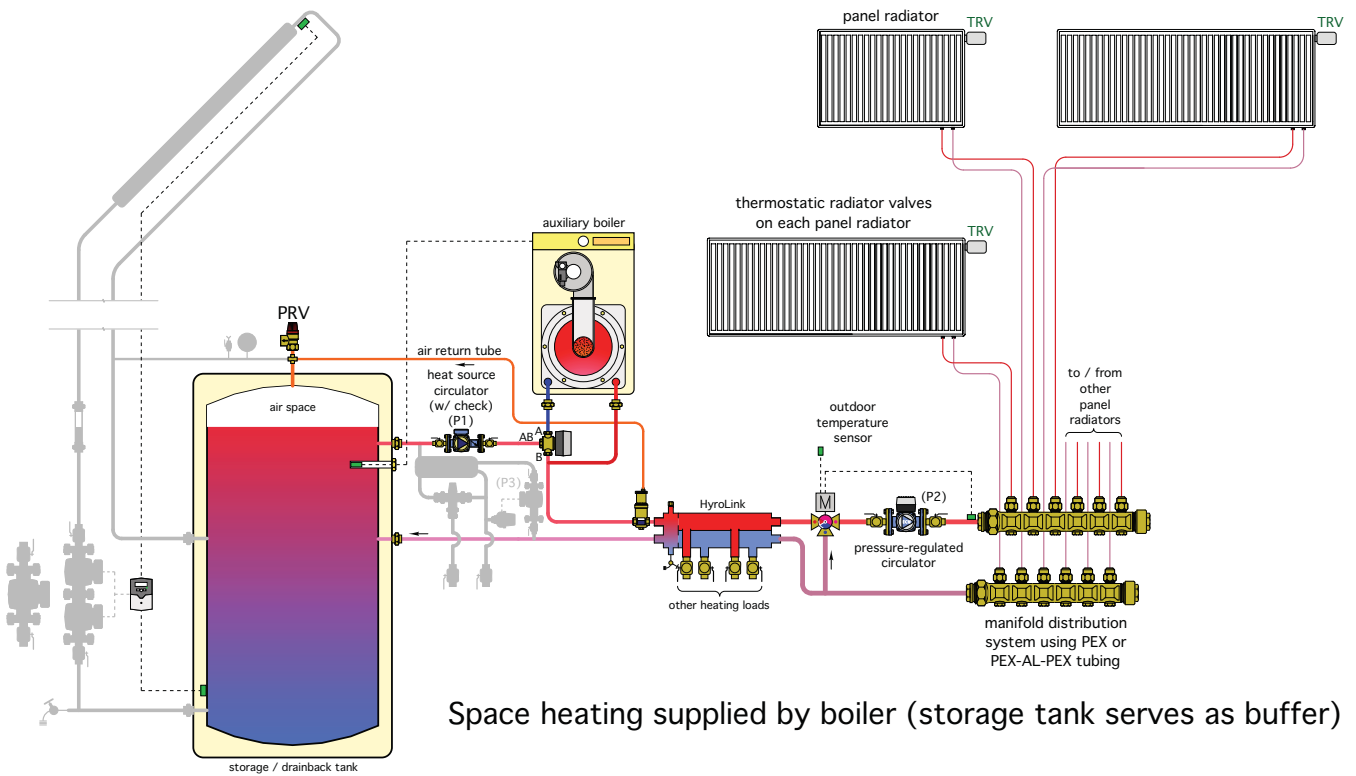 panel radiator
TRV
TRV
thermostatic radiator valves
on each panel radiator
TRV
auxiliary boiler
PRV
air return tube
heat source
circulator
(w/ check)
(P1)
air space
A
AB
B
(P3)
outdoor
temperature
sensor
to / from
other
panel
radiators
HyroLink
M
(P2)
pressure-regulated
circulator
other heating loads
manifold distribution
system using PEX or
PEX-AL-PEX tubing
Space heating supplied by boiler (storage tank serves as buffer)
storage / drainback tank